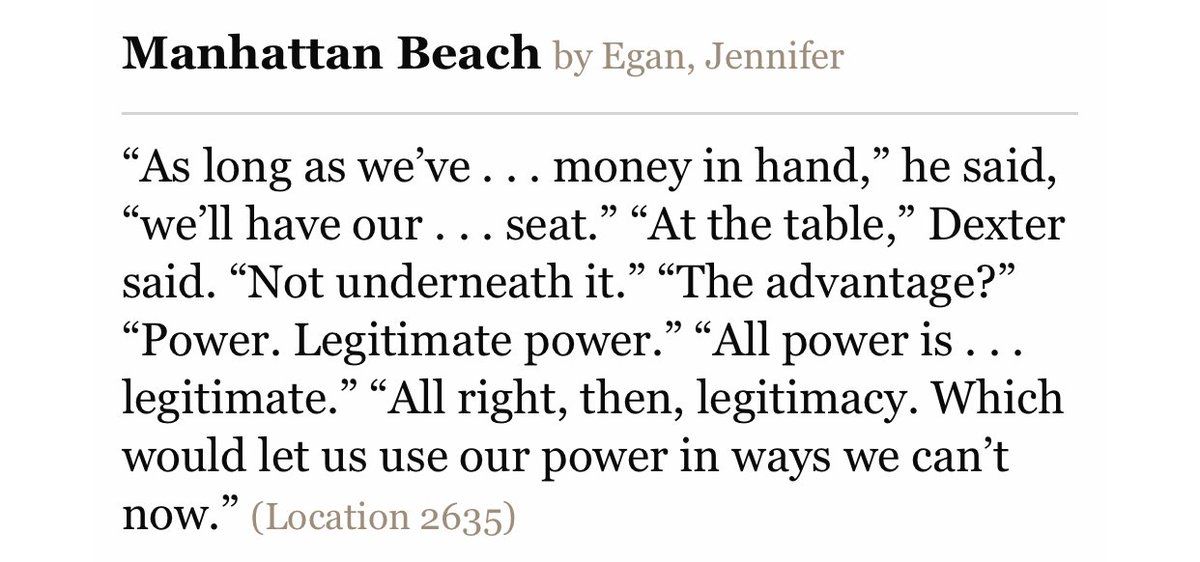 Manhattan Beach by Egan, Jennifer
“As long as we’ve . . . money in hand,” he said,
“we’ll have our . . . seat.” “At the table,” Dexter
said. “Not underneath it.” “The advantage?”
“Power. Legitimate power.” “All power is . . .
legitimate.” “All right, then, legitimacy. Which
would let us use our power in ways we can’t
now.” (Location 2635)